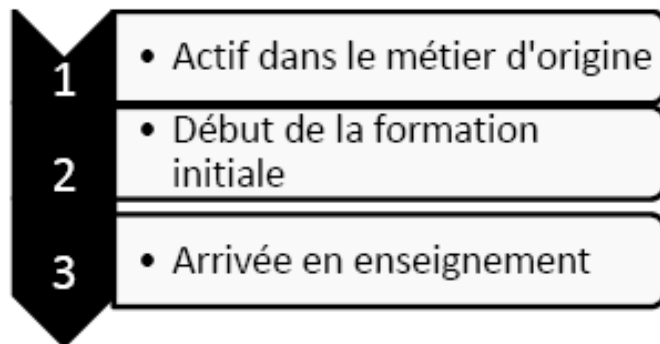 1
• Actif dans le métier d'origine
2
• Début de la formation
initiale
3
• Arrivée en enseignement